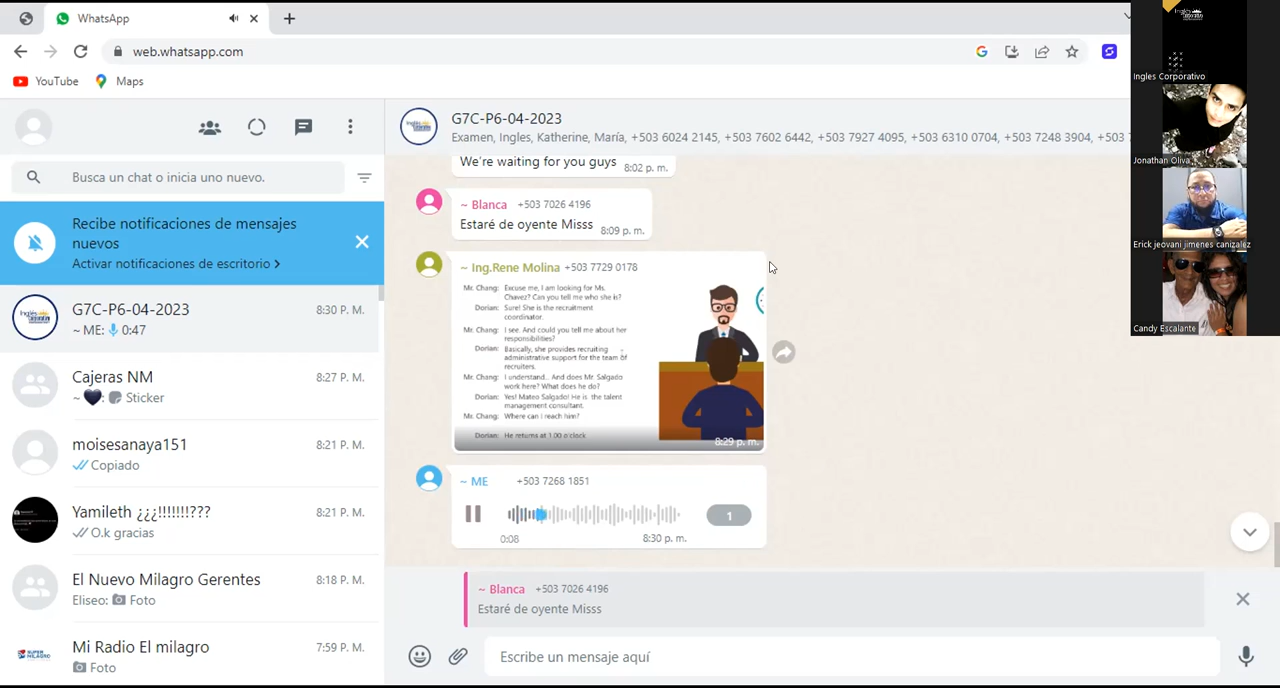 WhatsApp
web.whatsapp.com
YouTube
Maps
Busca un chat o inicia uno nuevo.
Recibe notificaciones de mensajes
nuevos
Activar notificaciones de escritorio >
G7C-P6-04-2023
8:30 P. M.
~ ME: 0:47
Cajeras NM
8:27 P. M.
~ 🖤: Sticker
moisesanaya151
8:21 P. M.
Copiado
Yamileth ¿¿¿!!!!!!!???
8:21 P. M.
O.k gracias
El Nuevo Milagro Gerentes
8:18 P. M.
Eliseo: Foto
Mi Radio El milagro
7:59 P. M.
Foto
G7C-P6-04-2023
Examen, Ingles, Katherine, María, +503 6024 2145, +503 7602 6442, +503 7927 4095, +503 6310 0704, +503 7248 3904, +503 7
We're waiting for you guys 8:02 p. m.
~ Blanca +503 7026 4196
Estaré de oyente Misss 8:09 p. m.
~ Ing.Rene Molina +503 7729 0178
Mr. Chang: Excuse me, I am looking for Ms.
Chavez? Can you tell me who she is?
Dorian: Sure! She is the recruitment
coordinator.
Mr. Chang: I see. And could you tell me about her
responsibilities?
Dorian: Basically, she provides recruiting
administrative support for the team of
recruiters.
Mr. Chang: I understand... And does Mr. Salgado
work here? What does he do?
Dorian: Yes! Mateo Salgado! He is the talent
management consultant.
Mr. Chang: Where can I reach him?
Dorian: He returns at 1:00 o'clock
8:29 p. m.
~ ME +503 7268 1851
1
0:08 8:30 p. m.
~ Blanca +503 7026 4196
Estaré de oyente Misss
Escribe un mensaje aquí
Ingles Corporativo
Jonathan Oliva
Erick jeovani jimenes canizalez
Candy Escalante